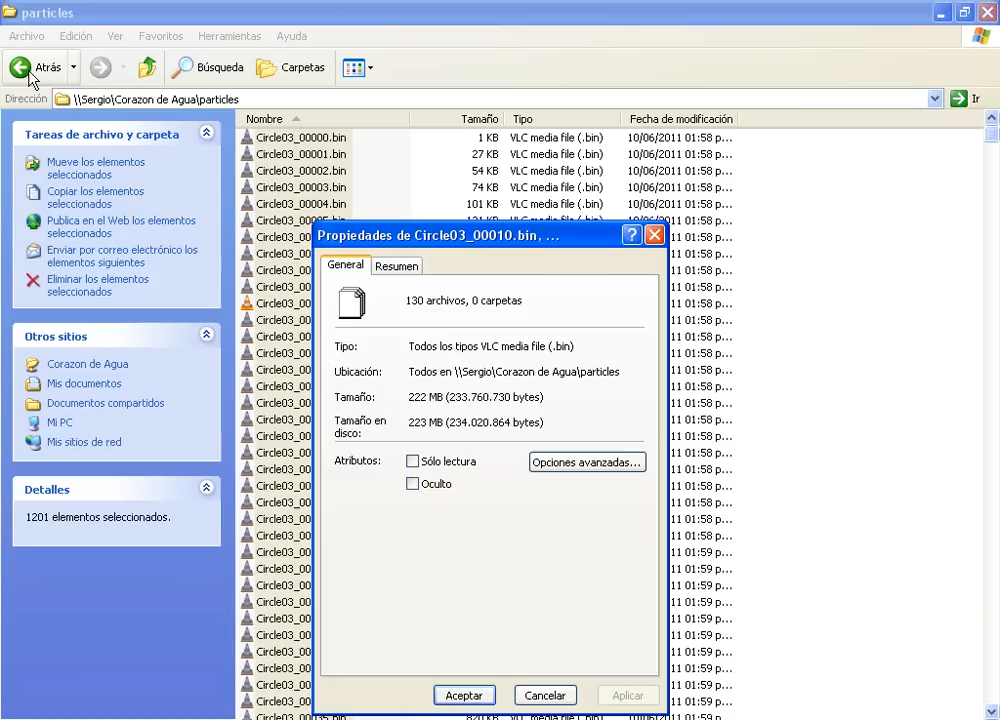 particles
Archivo Edición Ver Favoritos Herramientas Ayuda
Atrás Búsqueda Carpetas
Dirección \\Sergio\Corazon de Agua\particles Ir
Tareas de archivo y carpeta
Mueve los elementos
seleccionados
Copiar los elementos
seleccionados
Publica en el Web los elementos
seleccionados
Enviar por correo electrónico los
elementos siguientes
Eliminar los elementos
seleccionados
Otros sitios
Corazon de Agua
Mis documentos
Documentos compartidos
Mi PC
Mis sitios de red
Detalles
1201 elementos seleccionados.
Nombre Tamaño Tipo Fecha de modificación
Circle03_00000.bin 1 KB VLC media file (.bin) 10/06/2011 01:58 p...
Circle03_00001.bin 27 KB VLC media file (.bin) 10/06/2011 01:58 p...
Circle03_00002.bin 54 KB VLC media file (.bin) 10/06/2011 01:58 p...
Circle03_00003.bin 74 KB VLC media file (.bin) 10/06/2011 01:58 p...
Circle03_00004.bin 101 KB VLC media file (.bin) 10/06/2011 01:58 p...
Propiedades de Circle03_00010.bin, ...
General Resumen
130 archivos, 0 carpetas
Tipo: Todos los tipos VLC media file (.bin)
Ubicación: Todos en \\Sergio\Corazon de Agua\particles
Tamaño: 222 MB (233.760.730 bytes)
Tamaño en
disco: 223 MB (234.020.864 bytes)
Atributos: Sólo lectura Opciones avanzadas...
Oculto
Aceptar Cancelar Aplicar